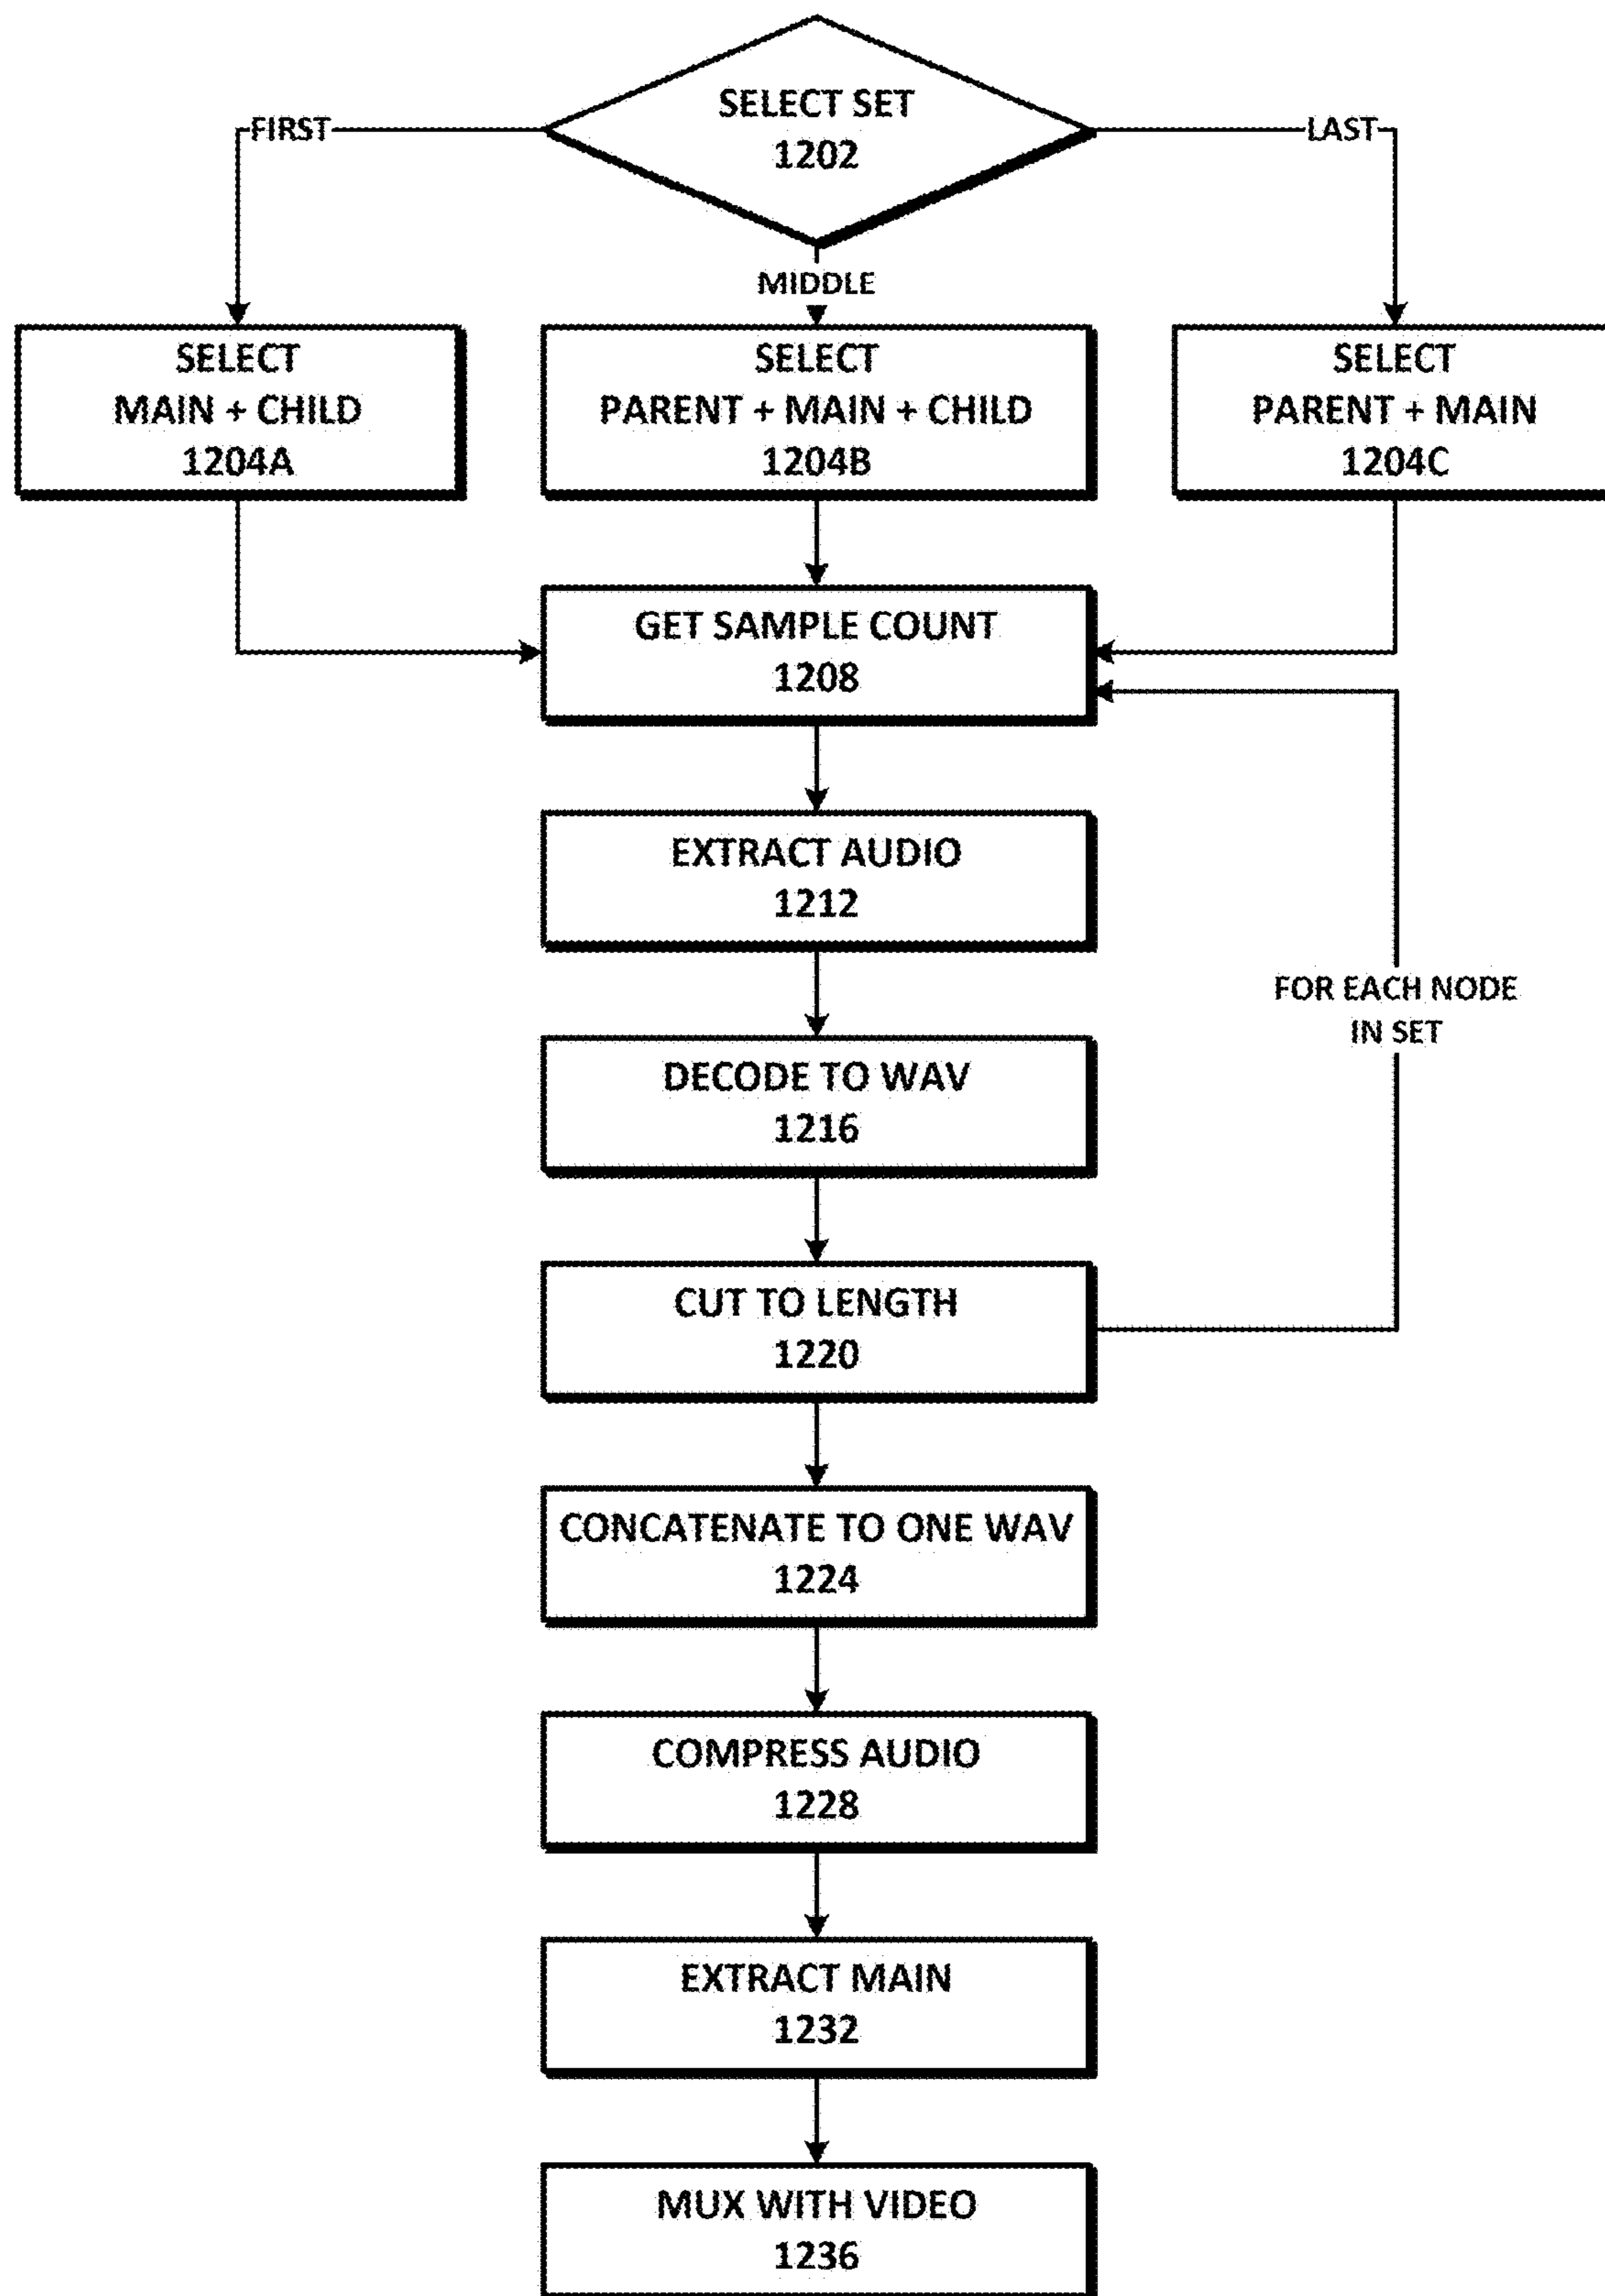 SELECT SET
1202
FIRST
LAST
MIDDLE
SELECT
MAIN + CHILD
1204A
SELECT
PARENT + MAIN + CHILD
1204B
SELECT
PARENT + MAIN
1204C
GET SAMPLE COUNT
1208
EXTRACT AUDIO
1212
FOR EACH NODE
IN SET
DECODE TO WAV
1216
CUT TO LENGTH
1220
CONCATENATE TO ONE WAV
1224
COMPRESS AUDIO
1228
EXTRACT MAIN
1232
MUX WITH VIDEO
1236